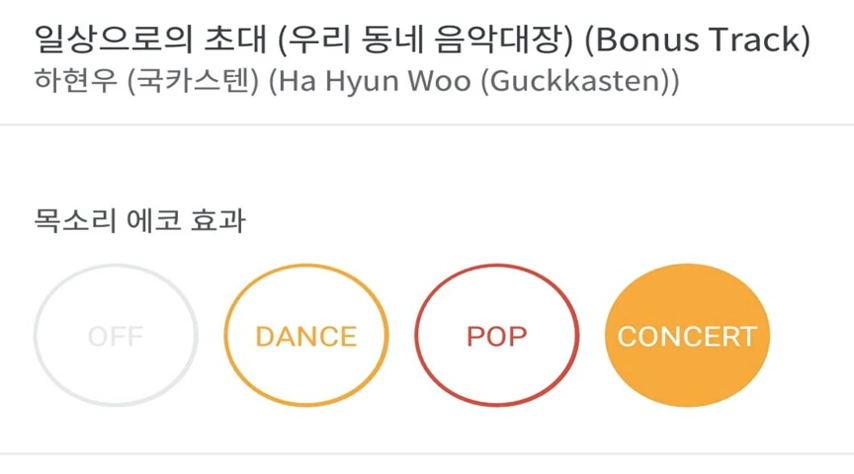 일상으로의 초대 (우리 동네 음악대장) (Bonus Track)
하현우 (국카스텐) (Ha Hyun Woo (Guckkasten))
목소리 에코 효과
OFF DANCE POP CONCERT